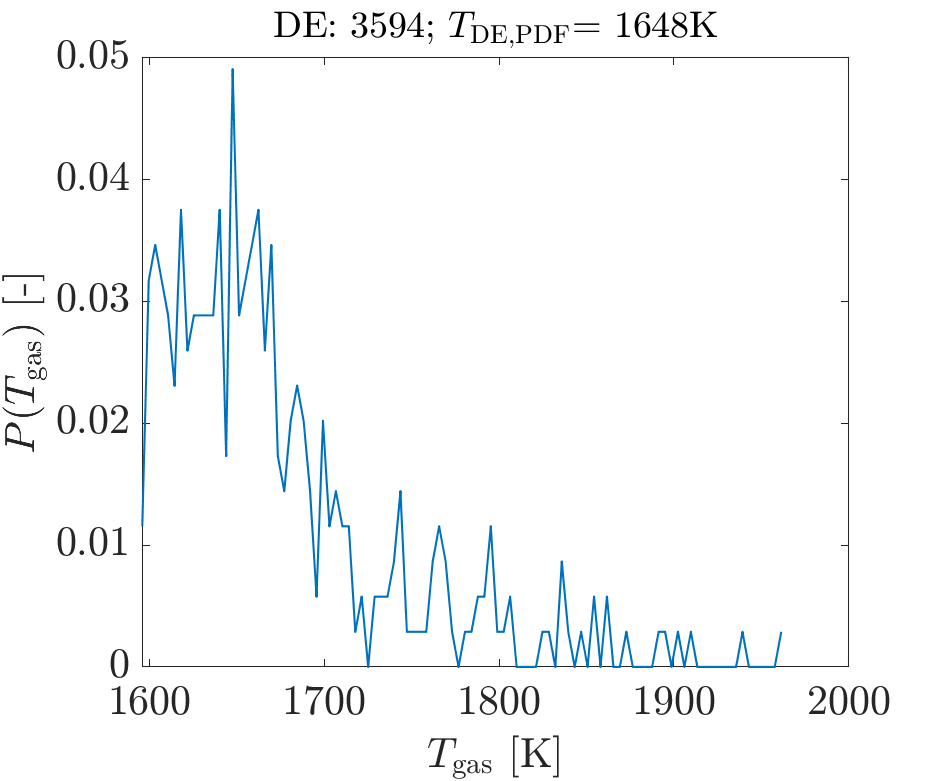 DE: 3594; T_DE,PDF= 1648K
0.05
0.04
0.03
0.02
0.01
0
P(T_gas) [-]
1600 1700 1800 1900 2000
T_gas [K]